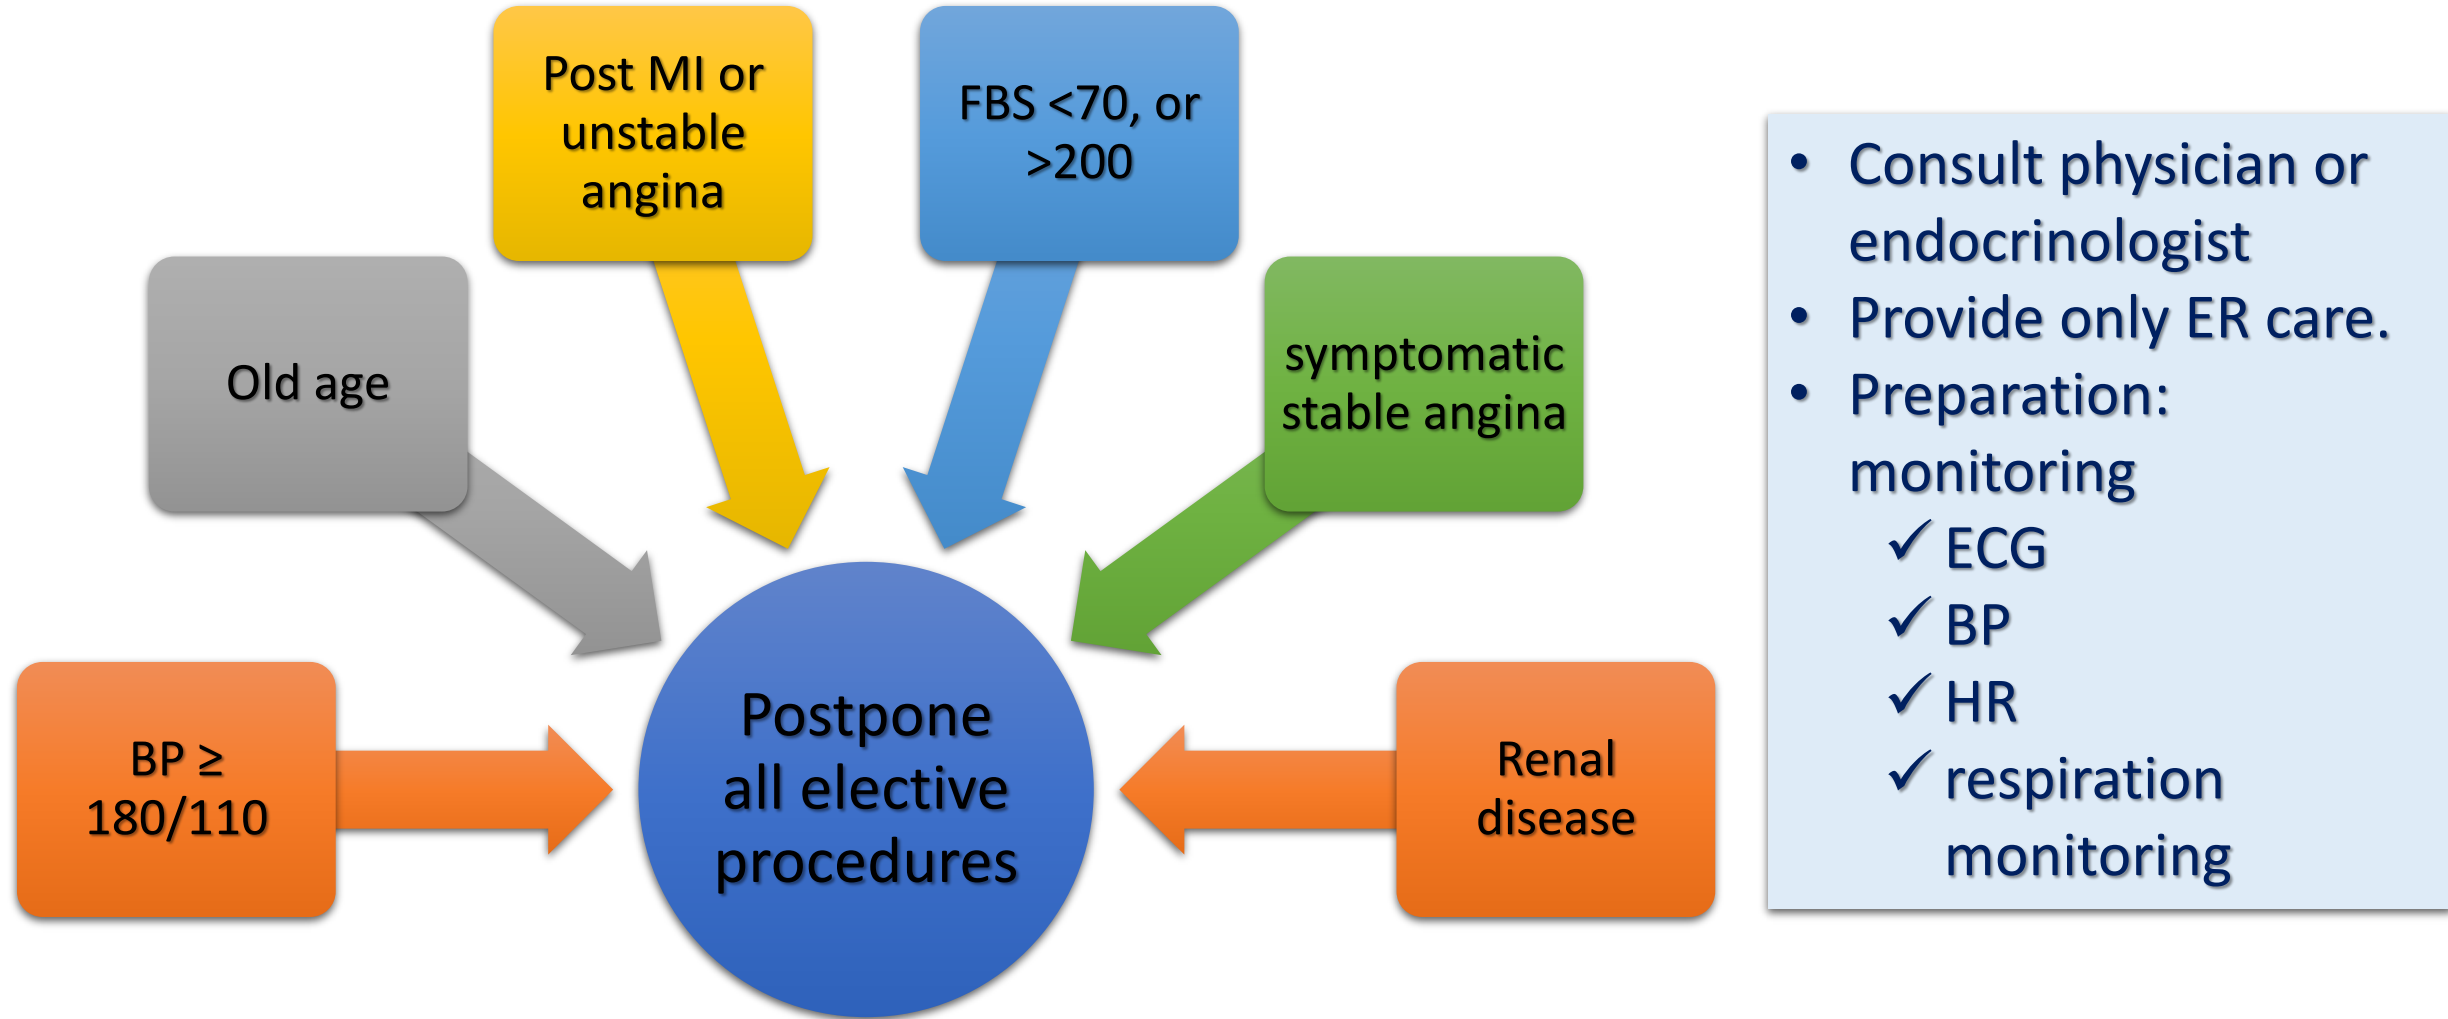 Post MI or
unstable
angina
FBS <70, or
>200
Old age
symptomatic
stable angina
BP ≥
180/110
Postpone
all elective
procedures
Renal
disease
• Consult physician or
endocrinologist
• Provide only ER care.
• Preparation:
monitoring
✓ ECG
✓ BP
✓ HR
✓ respiration
monitoring